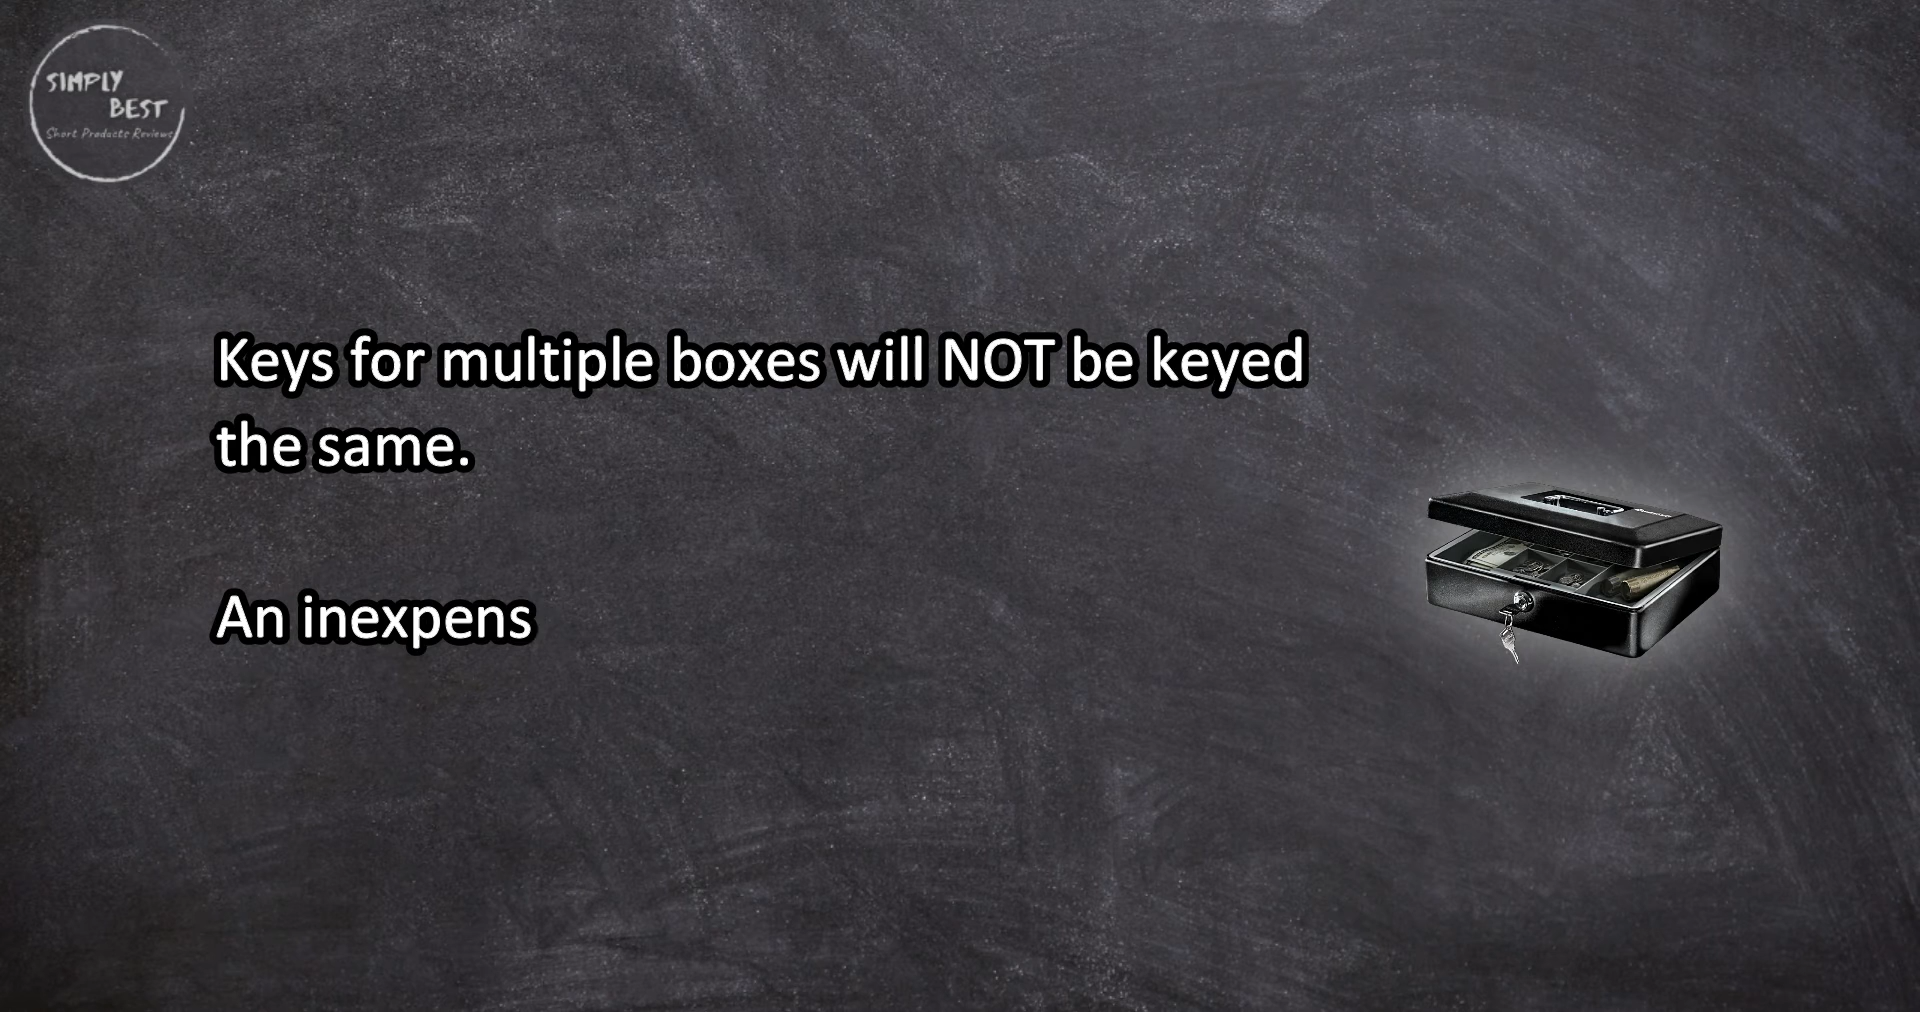 SIMPLY
BEST
Short Products Reviews
Keys for multiple boxes will NOT be keyed
the same.
An inexpens